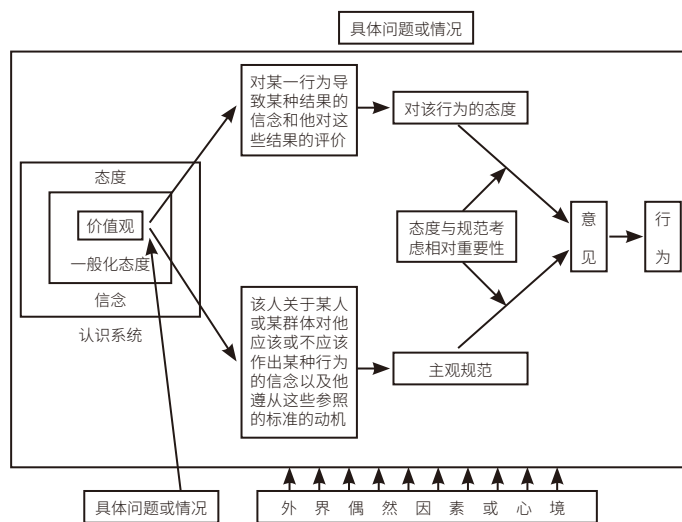 具体问题或情况
对某一行为导
致某种结果的
信念和他对这
些结果的评价
对该行为的态度
态度
价值观
一般化态度
信念
认识系统
态度与规范考
虑相对重要性
意
见
行
为
该人关于某人
或某群体对他
应该或不应该
作出某种行为
的信念以及他
遵从这些参照
的标准的动机
主观规范
具体问题或情况
外界偶然因素或心境